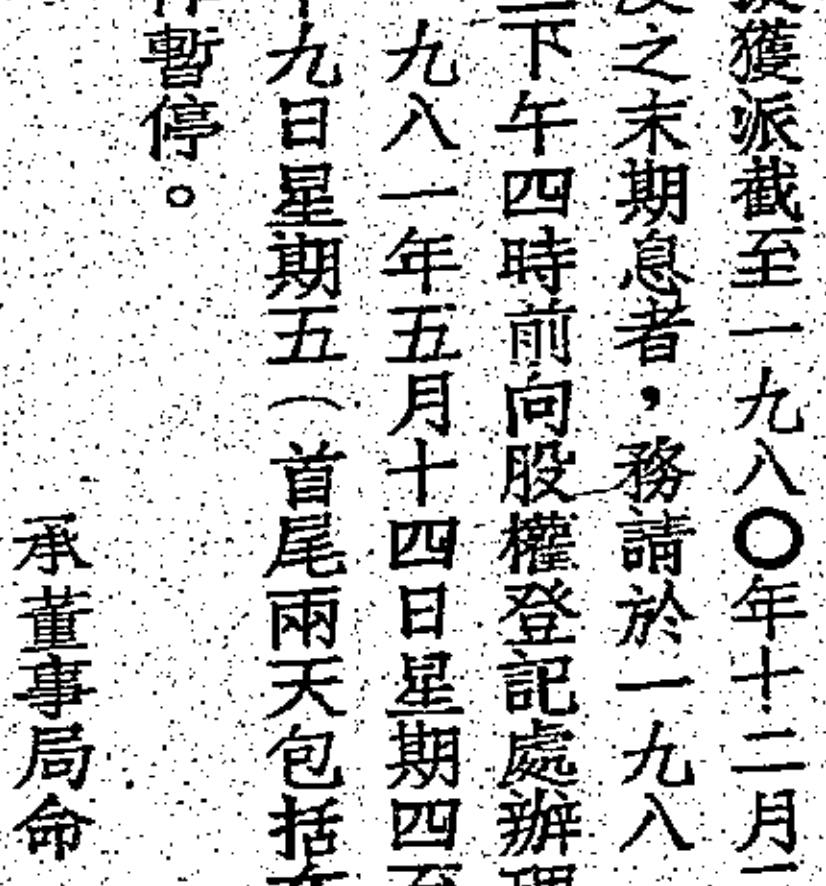 獲派截至一九八〇年十二月
之末期息者，務請於一九八
下午四時前向股權登記處辦理
九八一年五月十四日星期四至
九日星期五（首尾兩天包括在
暫停。
承董事局命